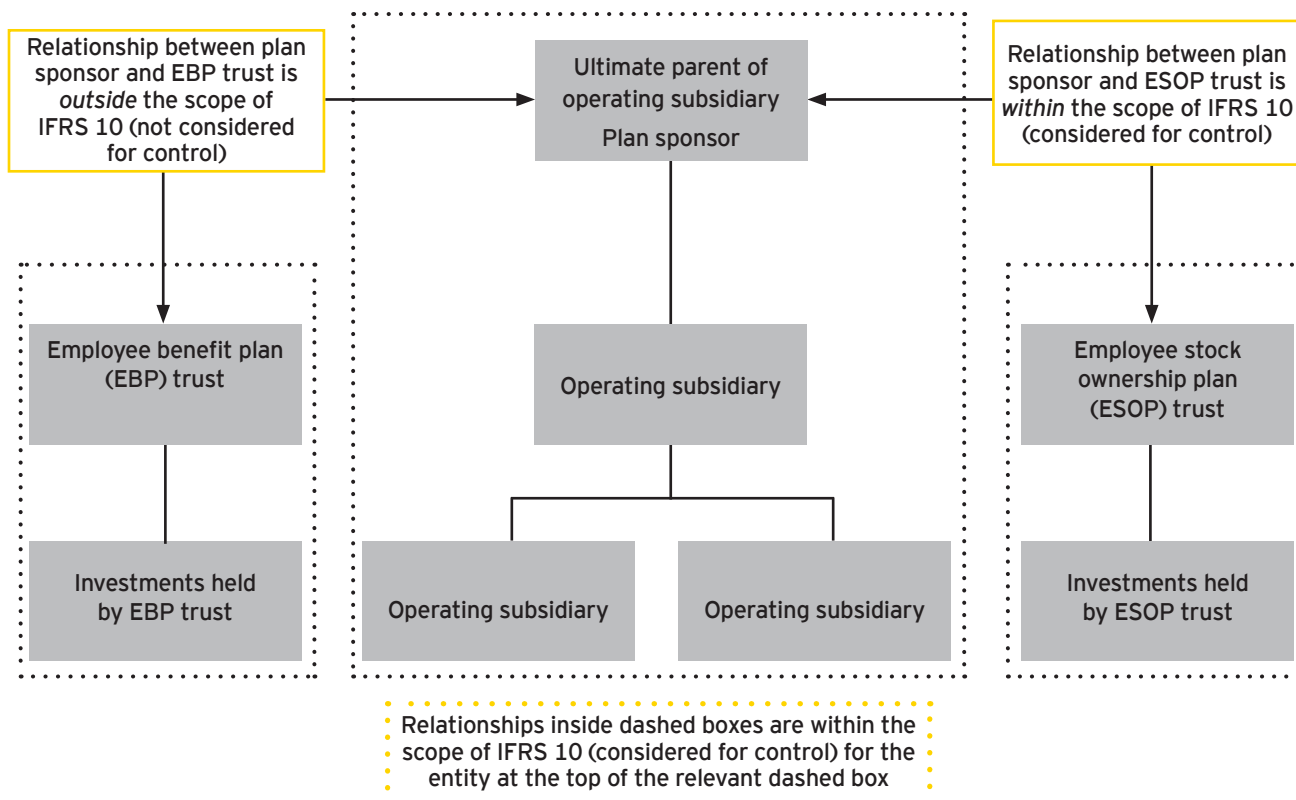 Relationship between plan
sponsor and EBP trust is
outside the scope of
IFRS 10 (not considered
for control)
Ultimate parent of
operating subsidiary
Plan sponsor
Relationship between plan
sponsor and ESOP trust is
within the scope of IFRS 10
(considered for control)
Employee benefit plan
(EBP) trust
Operating subsidiary
Employee stock
ownership plan
(ESOP) trust
Investments held
by EBP trust
Operating subsidiary
Operating subsidiary
Investments held
by ESOP trust
Relationships inside dashed boxes are within the
scope of IFRS 10 (considered for control) for the
entity at the top of the relevant dashed box